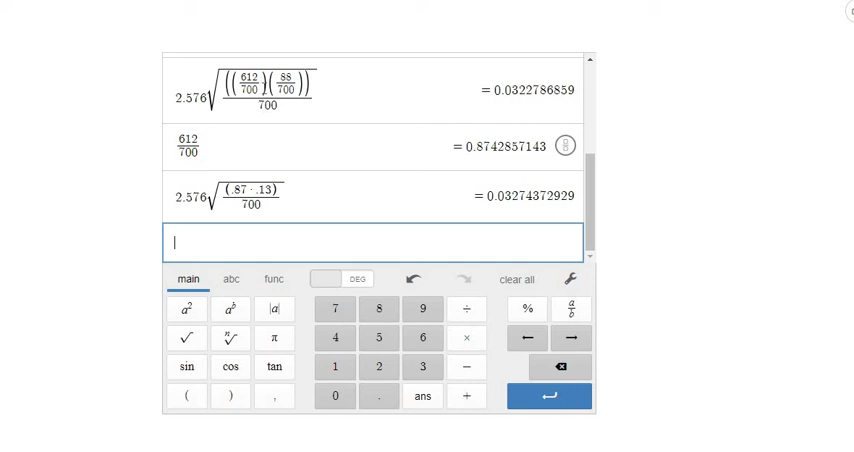 2.576√(((612/700)(88/700))/700) = 0.0322786859
612/700 = 0.8742857143
2.576√((.87 · .13)/700) = 0.03274372929
main abc func DEG clear all
a² aᵇ |a| 7 8 9 ÷ % a/b
√ ⁿ√ π 4 5 6 × ← →
sin cos tan 1 2 3 −
( ) , 0 . ans +